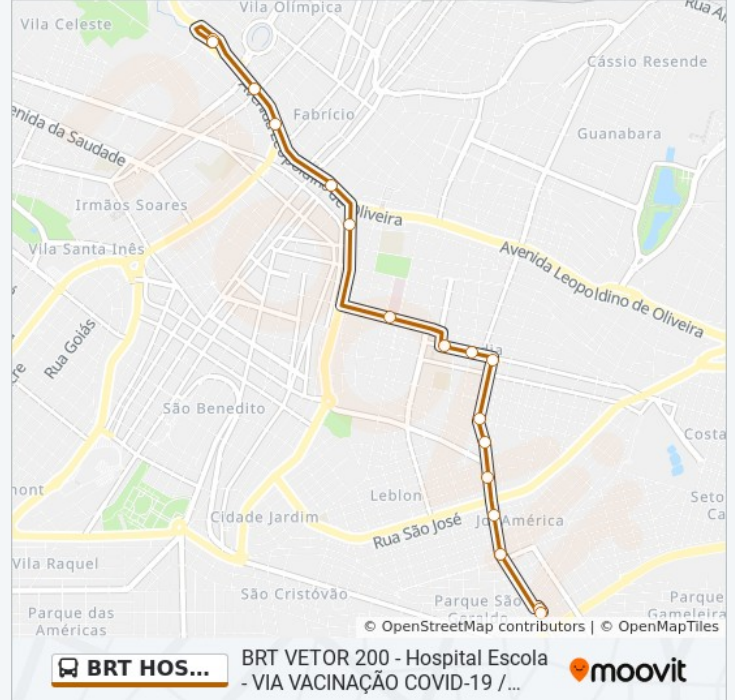 Vila Celeste
Vila Olímpica
Rua
Cássio Resende
Fabrício
Guanabara
enida da Saudade
Avenida Leopoldino de Oliveira
Irmãos Soares
Vila Santa Inês
Avenida Leopoldino de Oliveira
Rua Goiás
São Benedito
Costa
Leblon
mont
Cidade Jardim
Rua São José
América
Seto
Ca
Vila Raquel
São Cristóvão
Parque São
Parque
Gameleira
Parque das
Américas
© OpenStreetMap contributors | © OpenMapTiles
BRT HOS...
BRT VETOR 200 - Hospital Escola
- VIA VACINAÇÃO COVID-19 /...
moovit